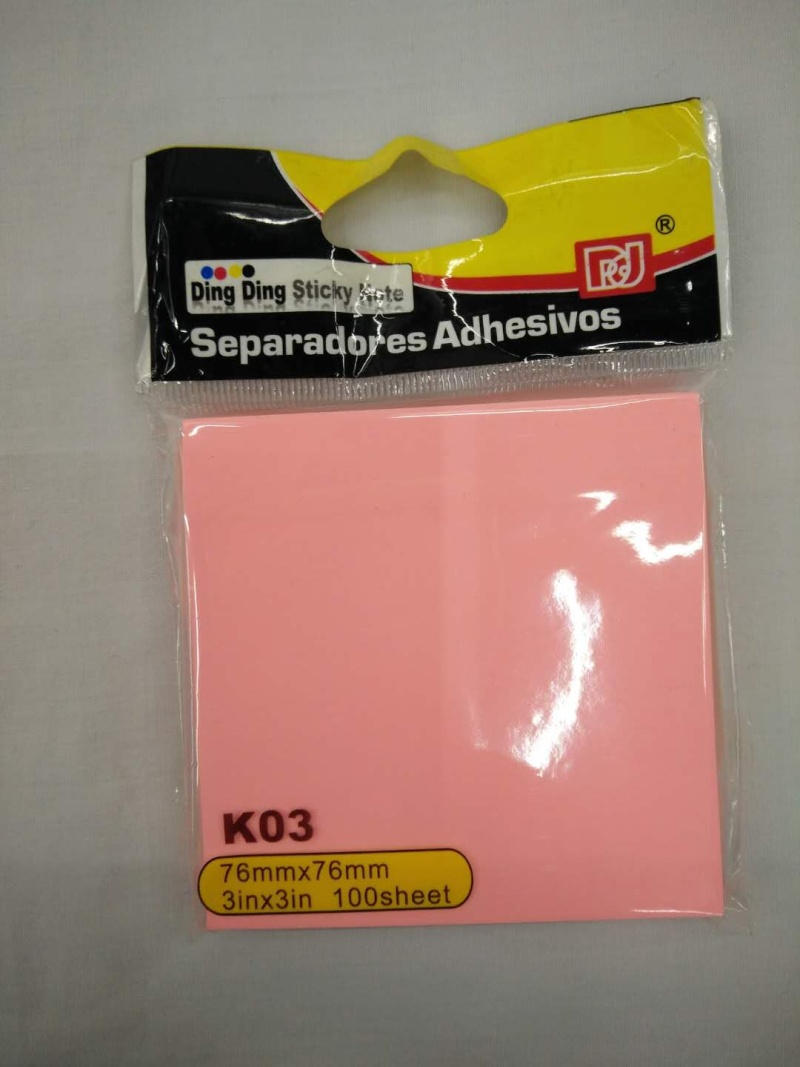 ®
Ding Ding Sticky Note
Separadores Adhesivos
K03
76mmx76mm
3inx3in 100sheet